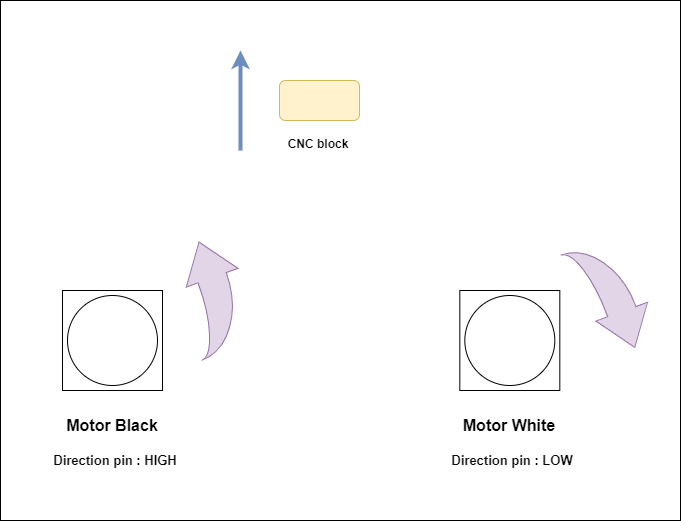 CNC block
Motor Black
Motor White
Direction pin : HIGH
Direction pin : LOW